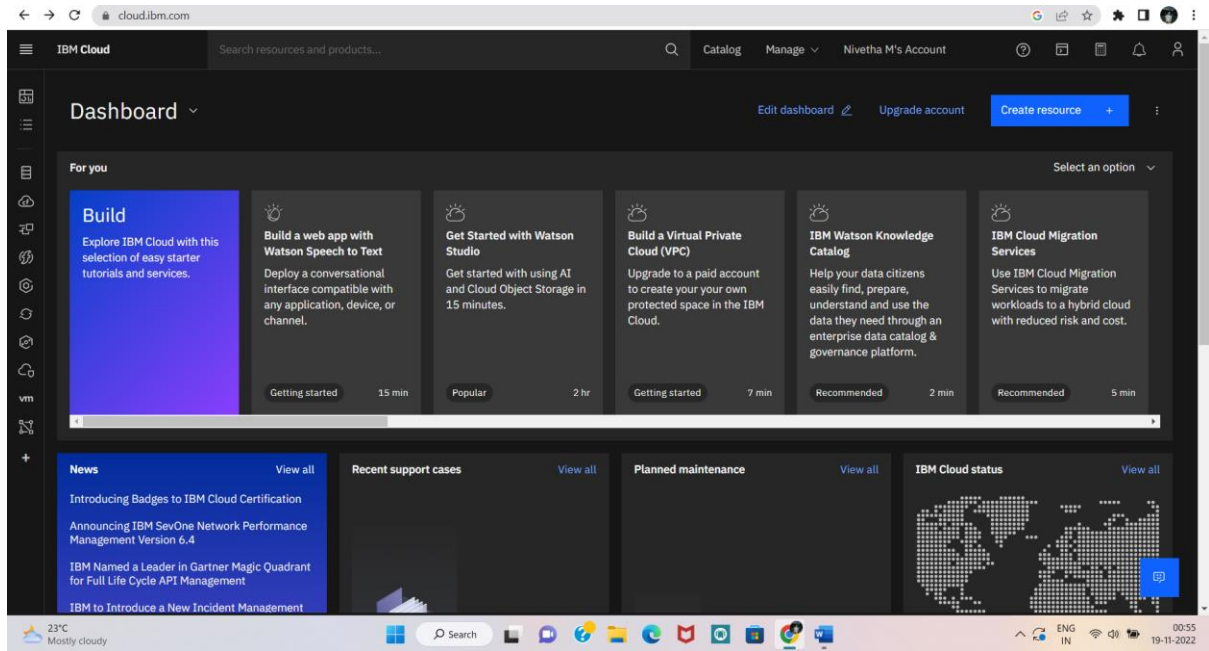 cloud.ibm.com
IBM Cloud
Search resources and products...
Catalog
Manage
Nivetha M's Account
Dashboard
Edit dashboard
Upgrade account
Create resource +
For you
Select an option
Build
Explore IBM Cloud with this
selection of easy starter
tutorials and services.
Build a web app with
Watson Speech to Text
Deploy a conversational
interface compatible with
any application, device, or
channel.
Getting started 15 min
Get Started with Watson
Studio
Get started with using AI
and Cloud Object Storage in
15 minutes.
Popular 2 hr
Build a Virtual Private
Cloud (VPC)
Upgrade to a paid account
to create your your own
protected space in the IBM
Cloud.
Getting started 7 min
IBM Watson Knowledge
Catalog
Help your data citizens
easily find, prepare,
understand and use the
data they need through an
enterprise data catalog &
governance platform.
Recommended 2 min
IBM Cloud Migration
Services
Use IBM Cloud Migration
Services to migrate
workloads to a hybrid cloud
with reduced risk and cost.
Recommended 5 min
vm
News View all
Introducing Badges to IBM Cloud Certification
Announcing IBM SevOne Network Performance
Management Version 6.4
IBM Named a Leader in Gartner Magic Quadrant
for Full Life Cycle API Management
IBM to Introduce a New Incident Management
Recent support cases View all
Planned maintenance View all
IBM Cloud status View all
23°C
Mostly cloudy
Search
ENG
IN
00:55
19-11-2022